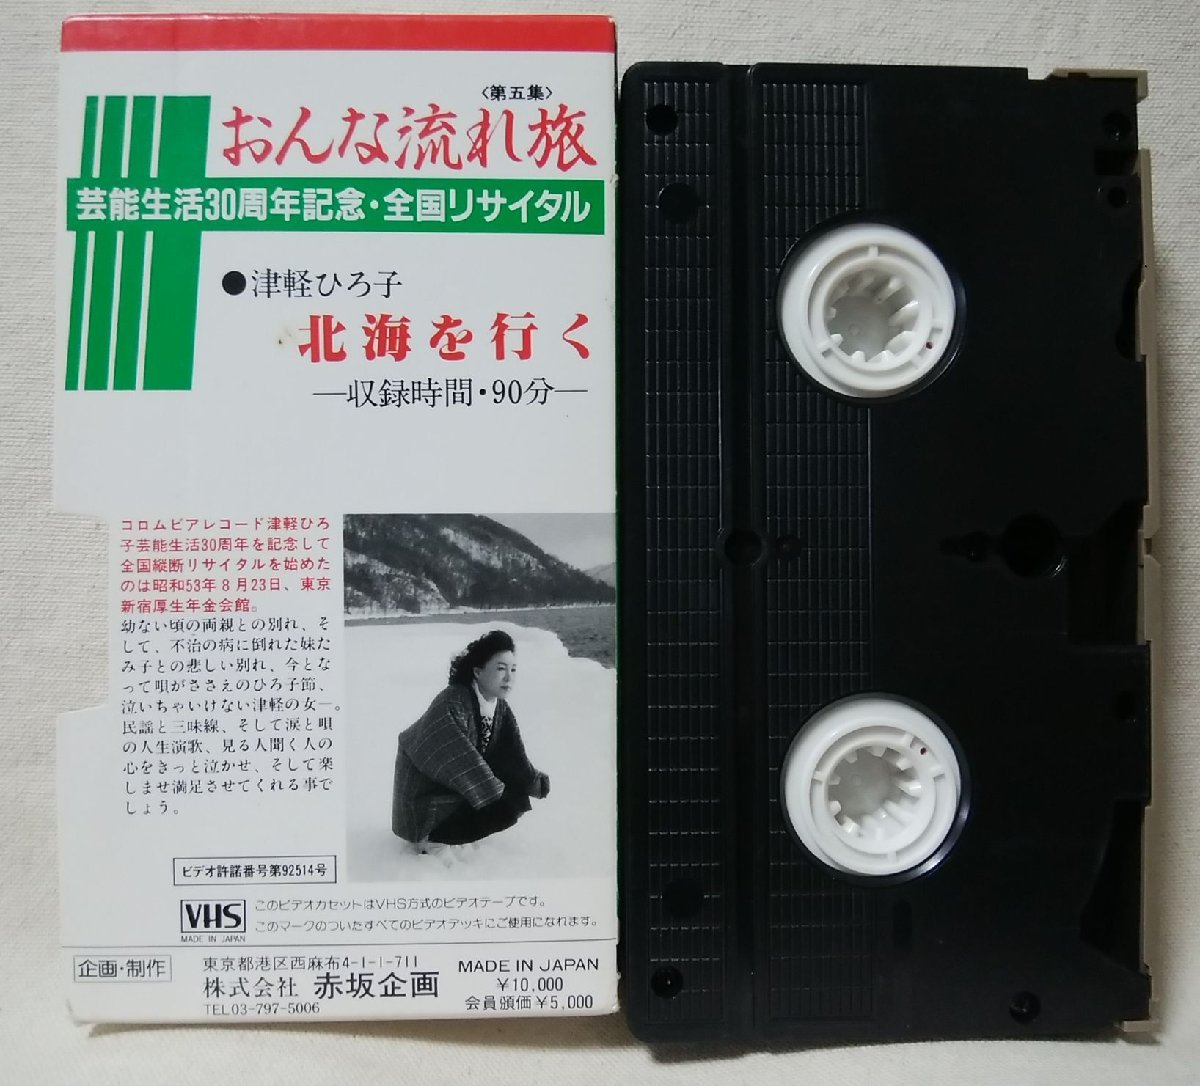 〈第五集〉
おんな流れ旅
芸能生活30周年記念・全国リサイタル
●津軽ひろ子
北海を行く
―収録時間・90分―
コロムビアレコード津軽ひろ
子芸能生活30周年を記念して
全国縦断リサイタルを始めた
のは昭和53年8月23日、東京
新宿厚生年金会館。
幼ない頃の両親との別れ、そ
して、不治の病に倒れた妹た
み子との悲しい別れ、今とな
って唄がささえのひろ子節、
泣いちゃいけない津軽の女―。
民謡と三味線、そして涙と唄
の人生演歌、見る人聞く人の
心をきっと泣かせ、そして楽
しませ満足させてくれる事で
しょう。
ビデオ許諾番号第92514号
VHS
MADE IN JAPAN
このビデオカセットはVHS方式のビデオテープです。
このマークのついたすべてのビデオデッキにご使用になれます。
企画・制作
東京都港区西麻布4-1-1-711
株式会社 赤坂企画
TEL03-797-5006
MADE IN JAPAN
￥10,000
会員頒価￥5,000